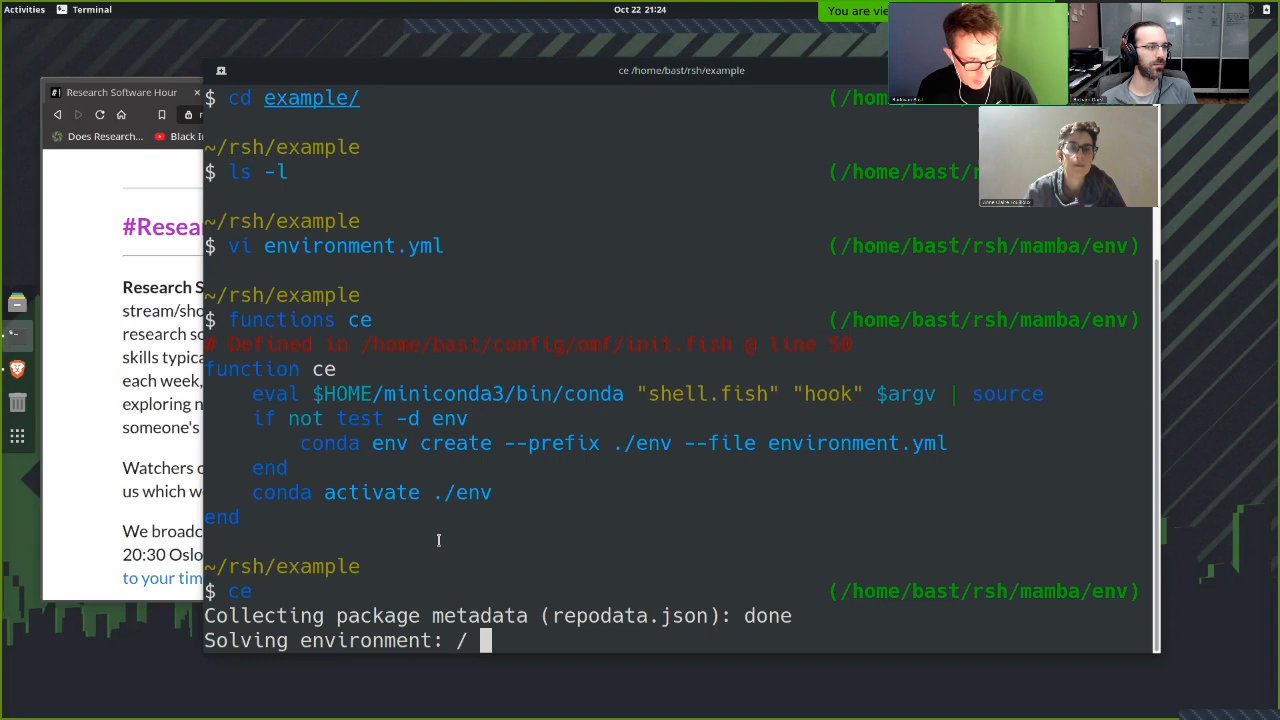 Activities Terminal Oct 22 21:24
You are vie
#! Research Software Hour ×
Does Research... Black In
#Resea
Research S
stream/sho
research so
skills typica
each week,
exploring n
someone's
Watchers c
us which w
We broadc
20:30 Oslo
to your tim
ce /home/bast/rsh/example
$ cd example/ (/hom
~/rsh/example
$ ls -l (/home/bast/r
~/rsh/example
$ vi environment.yml (/home/bast/rsh/mamba/env)
~/rsh/example
$ functions ce (/home/bast/rsh/mamba/env)
# Defined in /home/bast/config/omf/init.fish @ line 50
function ce
    eval $HOME/miniconda3/bin/conda "shell.fish" "hook" $argv | source
    if not test -d env
        conda env create --prefix ./env --file environment.yml
    end
    conda activate ./env
end
~/rsh/example
$ ce (/home/bast/rsh/mamba/env)
Collecting package metadata (repodata.json): done
Solving environment: /